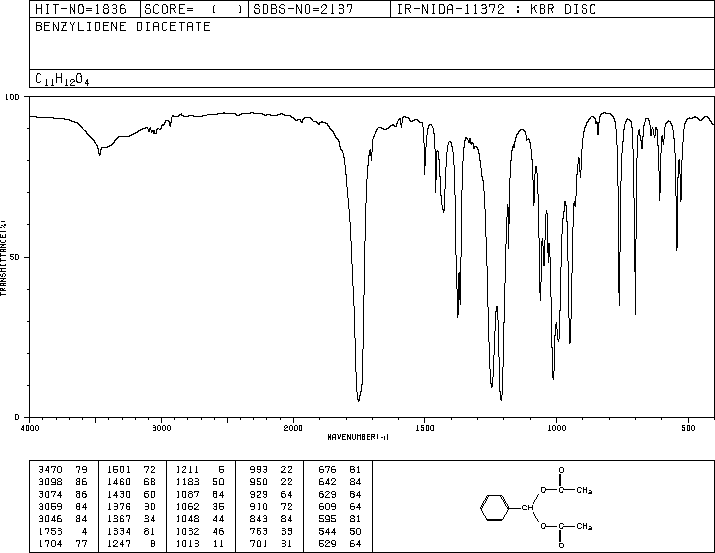 HIT-NO=1836 SCORE= ( ) SDBS-NO=2137 IR-NIDA-11372 : KBR DISC
BENZYLIDENE DIACETATE
C11H12O4
100
50
0
TRANSMITTANCE(%)
4000 3000 2000 1500 1000 500
WAVENUMBER(-1)
3470 79 1501 72 1211 6 993 22 676 81
3098 86 1460 68 1183 50 950 22 642 84
3074 86 1430 60 1087 64 929 64 629 84
3069 84 1376 30 1062 36 910 72 609 64
3046 84 1367 34 1048 44 843 84 595 81
1753 4 1334 81 1032 46 763 39 544 50
1704 77 1247 8 1013 11 701 31 529 64
O
O-C-CH3
CH
O-C-CH3
O